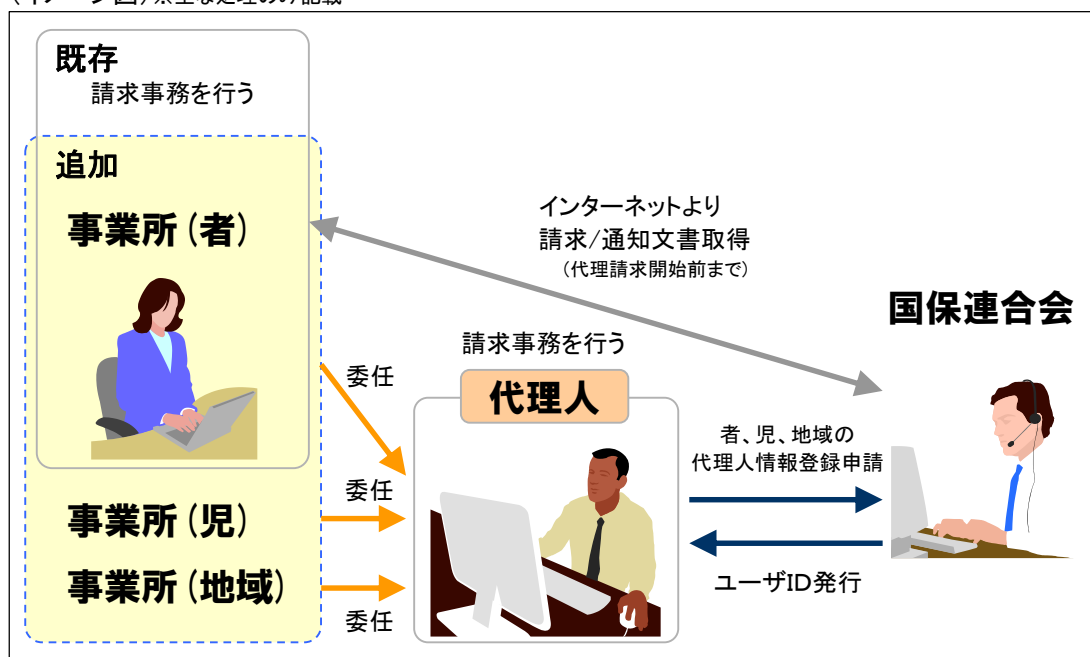 既存
請求事務を行う
追加
事業所(者)
インターネットより
請求/通知文書取得
(代理請求開始前まで)
国保連合会
請求事務を行う
代理人
委任
者、児、地域の
代理人情報登録申請
委任
事業所(児)
事業所(地域)
ユーザID発行
委任